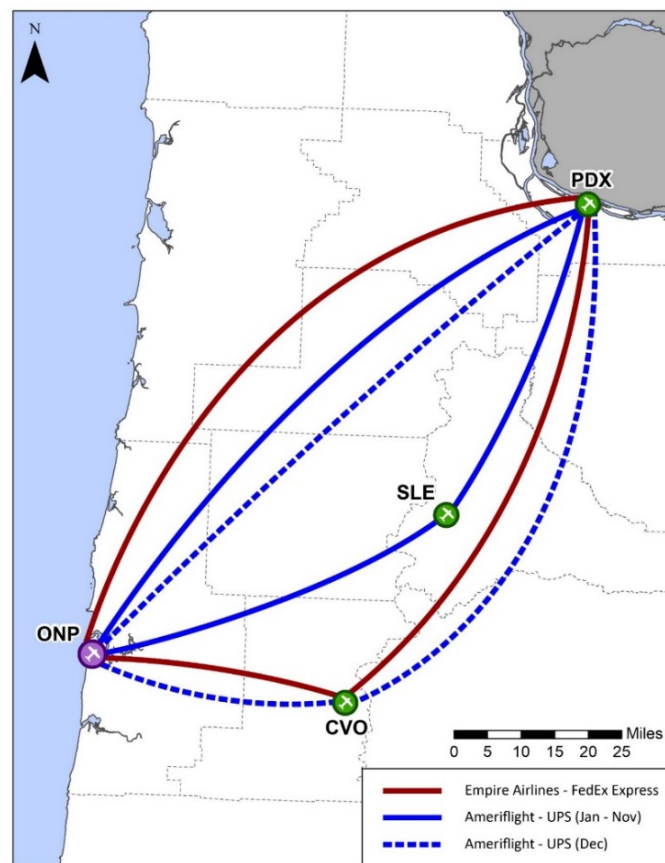 N
PDX
SLE
ONP
CVO
Miles
0 5 10 15 20 25
Empire Airlines - FedEx Express
Ameriflight - UPS (Jan - Nov)
Ameriflight - UPS (Dec)